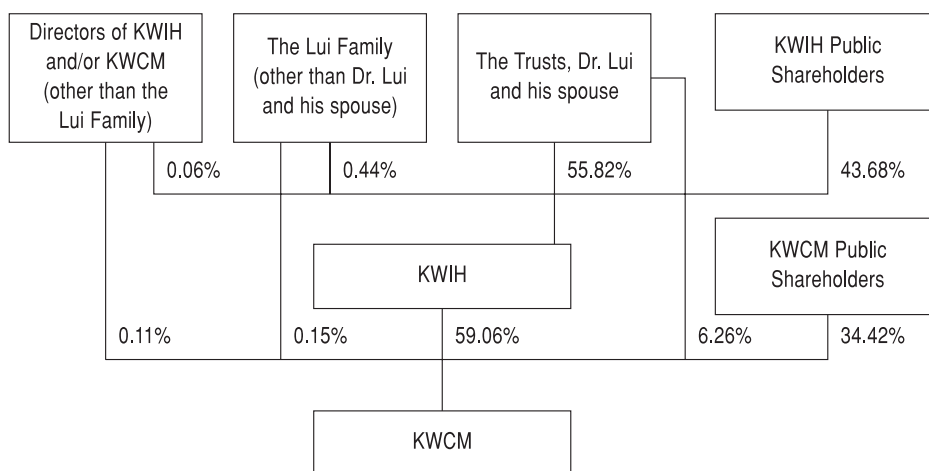 Directors of KWIH
and/or KWCM
(other than the
Lui Family)
The Lui Family
(other than Dr. Lui
and his spouse)
The Trusts, Dr. Lui
and his spouse
KWIH Public
Shareholders
0.06%
0.44%
55.82%
43.68%
KWIH
KWCM Public
Shareholders
0.11%
0.15%
59.06%
6.26%
34.42%
KWCM